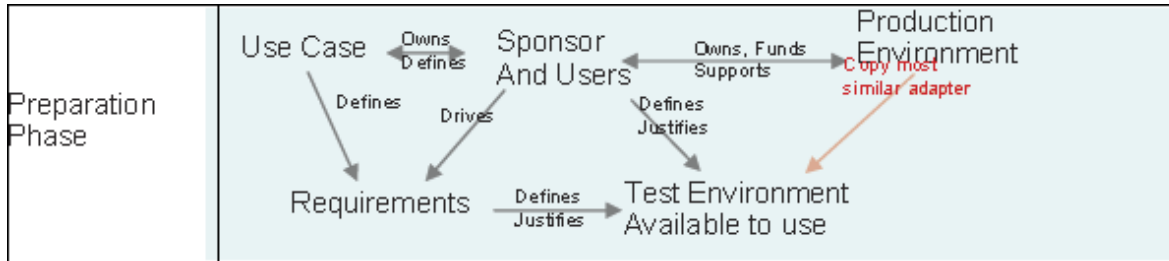 Preparation
Phase
Use Case
Owns
Defines
Sponsor
And Users
Owns, Funds
Supports
Production
Environment
Copy most
similar adapter
Defines
Drives
Defines
Justifies
Requirements
Defines
Justifies
Test Environment
Available to use